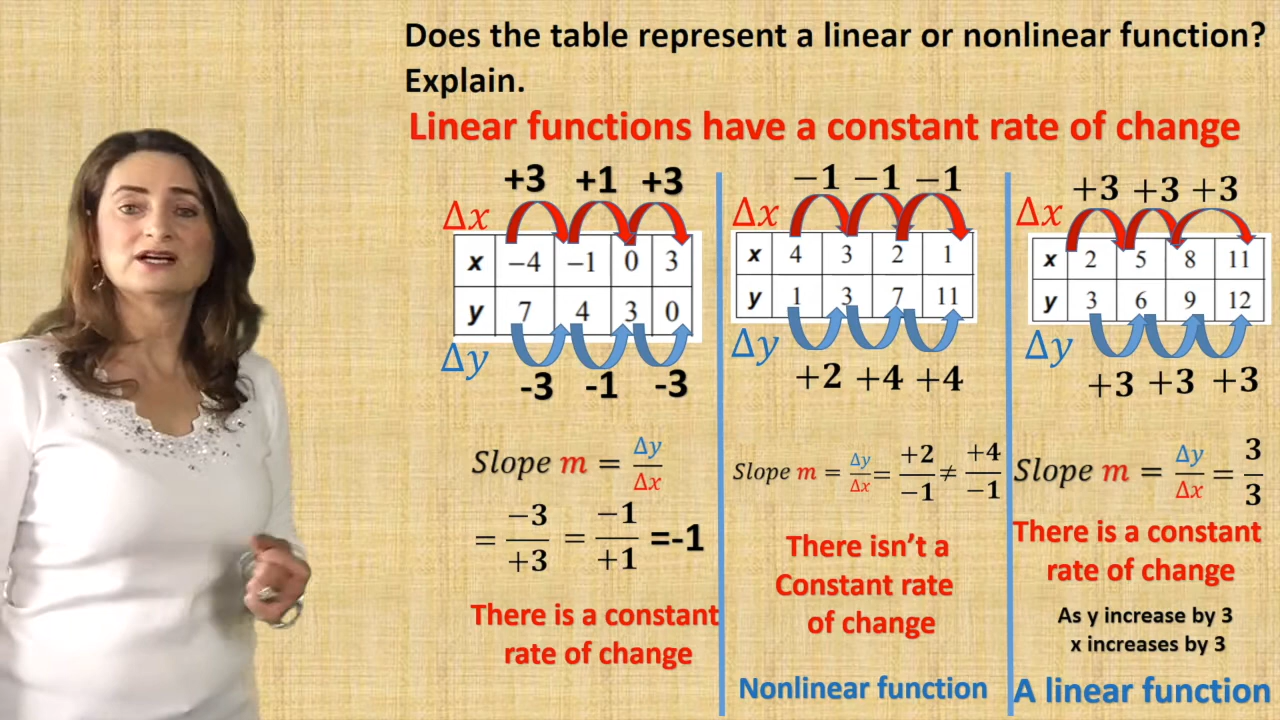 Does the table represent a linear or nonlinear function?
Explain.
Linear functions have a constant rate of change
+3 +1 +3
Δx
x −4 −1 0 3
y 7 4 3 0
Δy
-3 -1 -3
Slope m = Δy/Δx
= −3/+3 = −1/+1 =-1
There is a constant
rate of change
−1 −1 −1
Δx
x 4 3 2 1
y 1 3 7 11
Δy
+2 +4 +4
Slope m = Δy/Δx = +2/−1 ≠ +4/−1
There isn't a
Constant rate
of change
Nonlinear function
+3 +3 +3
Δx
x 2 5 8 11
y 3 6 9 12
Δy
+3 +3 +3
Slope m = Δy/Δx = 3/3
There is a constant
rate of change
As y increase by 3
x increases by 3
A linear function